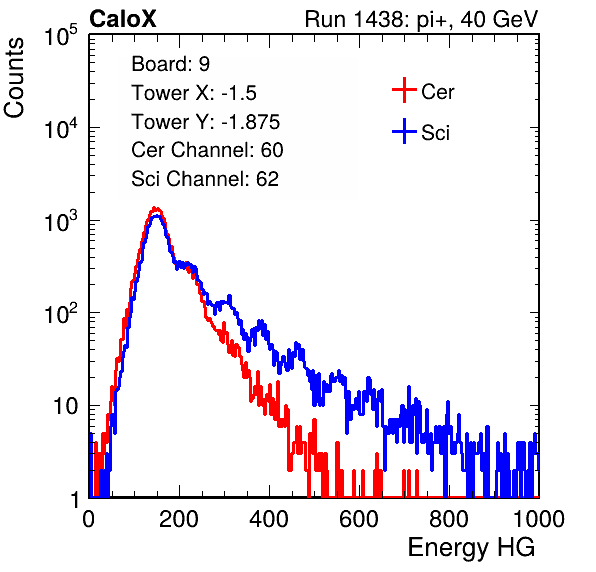 CaloX Run 1438: pi+, 40 GeV
Counts
10^5
10^4
10^3
10^2
10
1
Board: 9
Tower X: -1.5
Tower Y: -1.875
Cer Channel: 60
Sci Channel: 62
Cer
Sci
0 200 400 600 800 1000
Energy HG